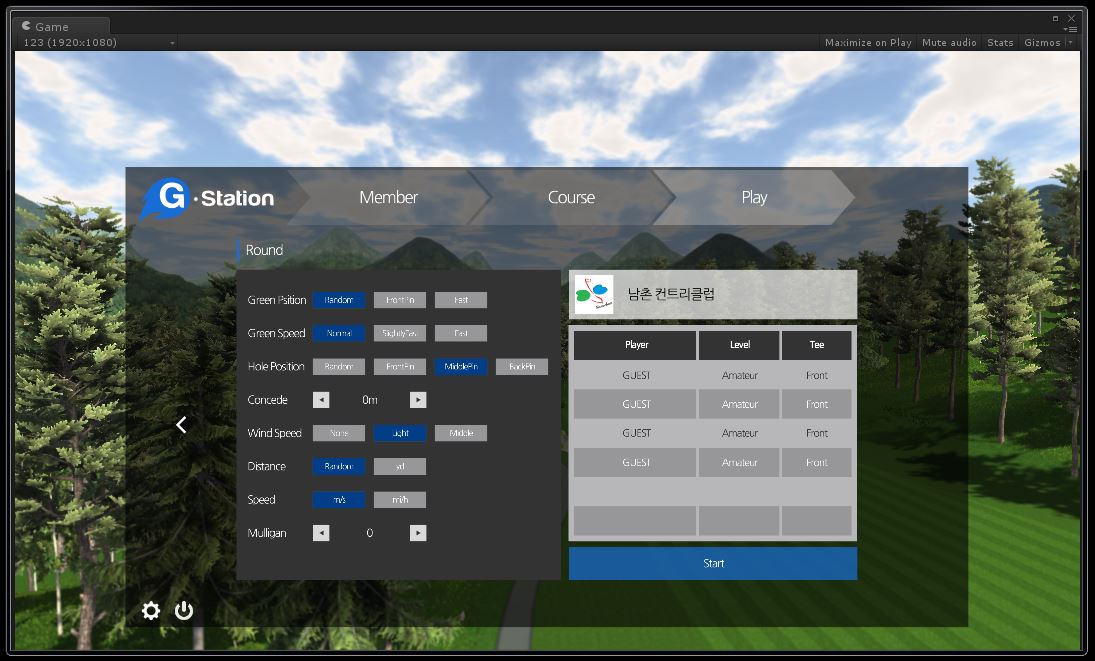 Game
123 (1920x1080) Maximize on Play Mute audio Stats Gizmos
G·Station Member Course Play
Round
Green Psition Random FrontPin Fast
Green Speed Normal SlightlyFast Fast
Hole Position Random FrontPin MiddlePin BackPin
Concede 0m
Wind Speed None Light Middle
Distance Random yd
Speed m/s mi/h
Mulligan 0
남촌 컨트리클럽
Player Level Tee
GUEST Amateur Front
GUEST Amateur Front
GUEST Amateur Front
GUEST Amateur Front
Start